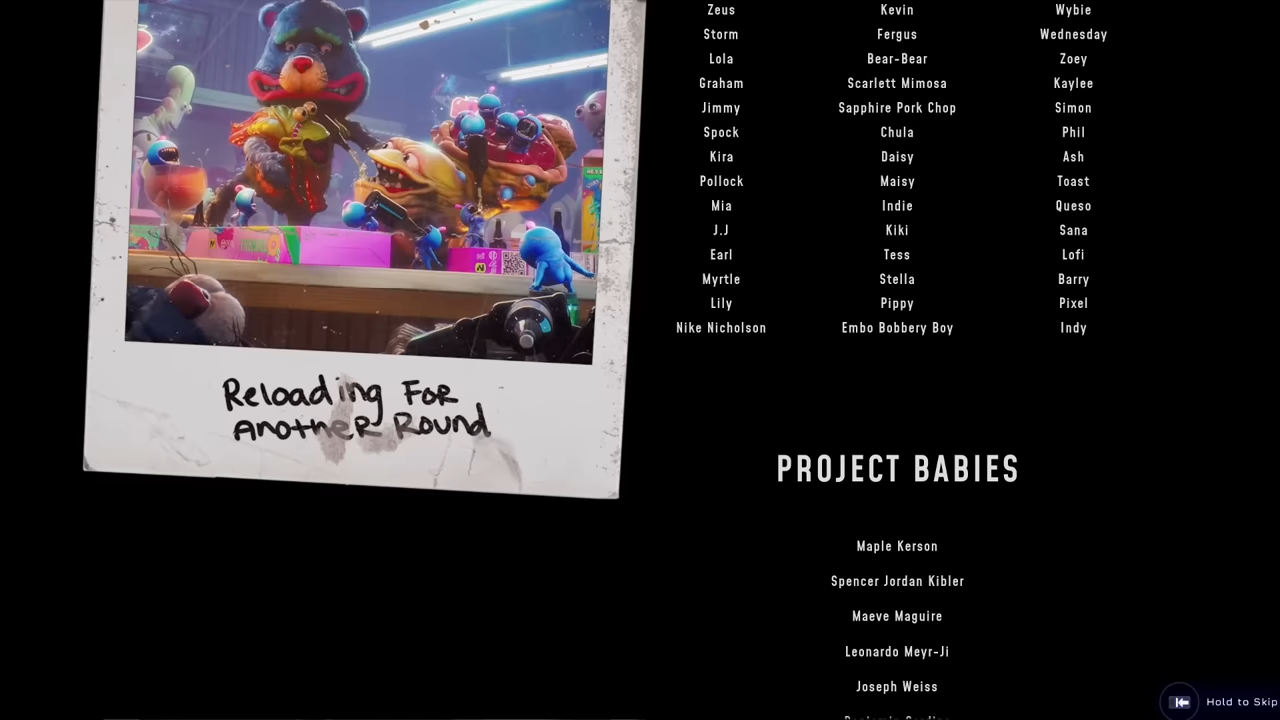 Reloading For
Another Round
Zeus Kevin Wybie
Storm Fergus Wednesday
Lola Bear-Bear Zoey
Graham Scarlett Mimosa Kaylee
Jimmy Sapphire Pork Chop Simon
Spock Chula Phil
Kira Daisy Ash
Pollock Maisy Toast
Mia Indie Queso
J.J Kiki Sana
Earl Tess Lofi
Myrtle Stella Barry
Lily Pippy Pixel
Nike Nicholson Embo Bobbery Boy Indy
PROJECT BABIES
Maple Kerson
Spencer Jordan Kibler
Maeve Maguire
Leonardo Meyr-Ji
Joseph Weiss
Hold to Skip